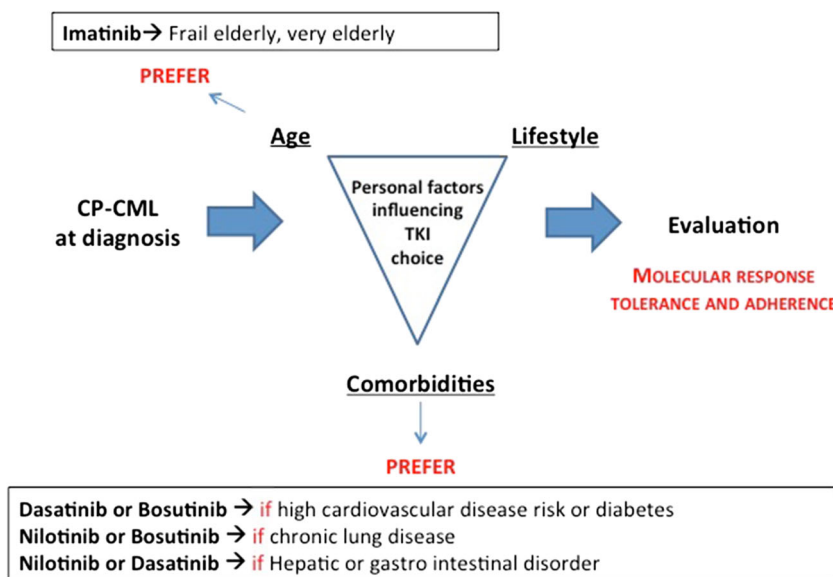 Imatinib→ Frail elderly, very elderly
PREFER
Age
Lifestyle
CP-CML
at diagnosis
Personal factors
influencing
TKI
choice
Evaluation
MOLECULAR RESPONSE
TOLERANCE AND ADHERENCE
Comorbidities
PREFER
Dasatinib or Bosutinib → if high cardiovascular disease risk or diabetes
Nilotinib or Bosutinib → if chronic lung disease
Nilotinib or Dasatinib → if Hepatic or gastro intestinal disorder